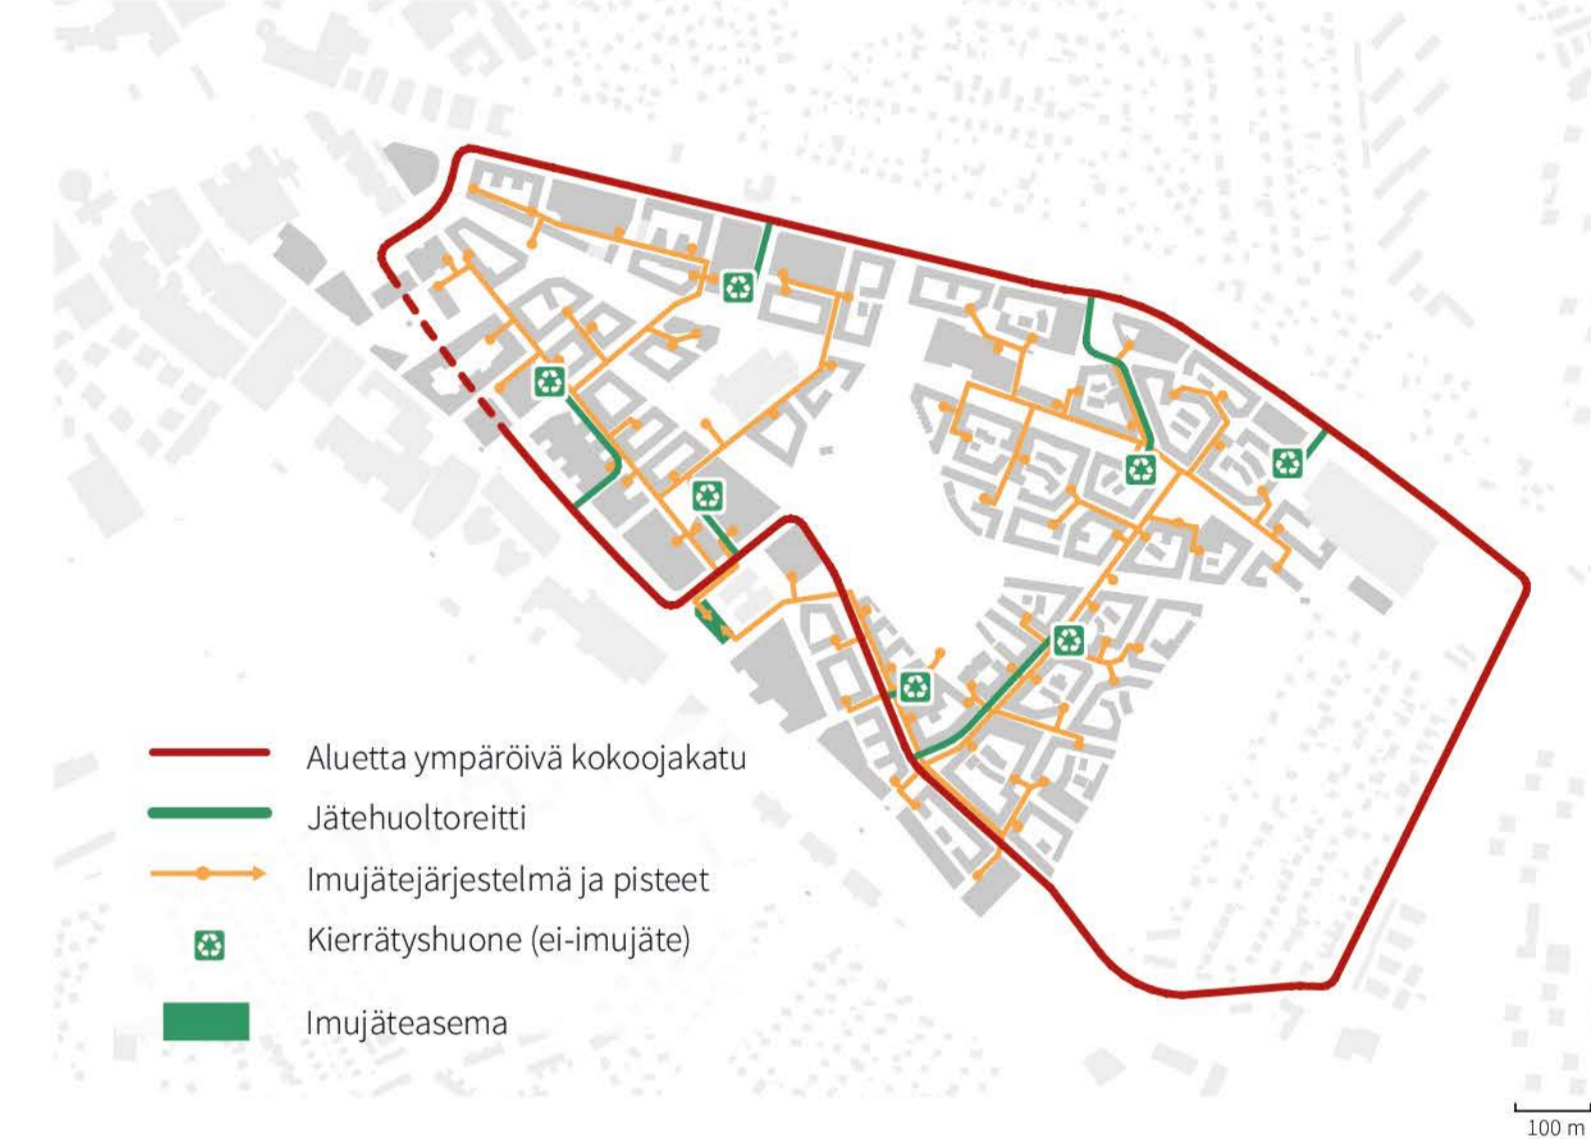 Aluetta ympäröivä kokoojakatu
Jätehuoltoreitti
Imujätejärjestelmä ja pisteet
Kierrätyshuone (ei-imujäte)
Imujäteasema
100 m